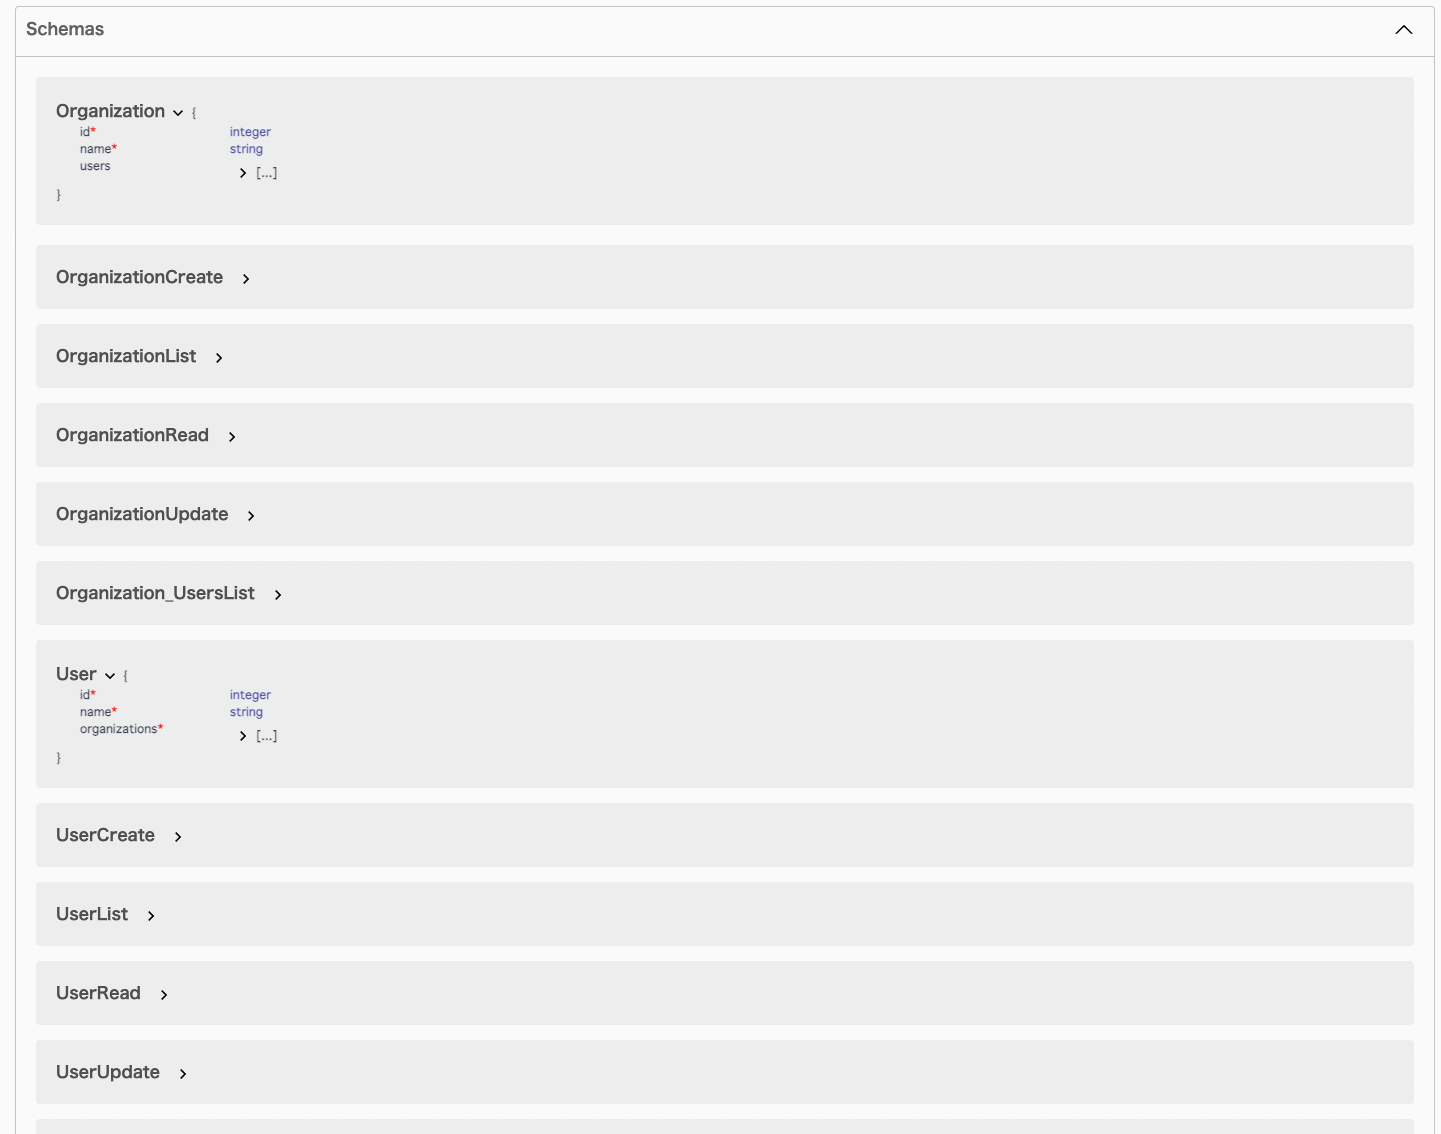 Schemas
Organization {
id* integer
name* string
users [...]
}
OrganizationCreate
OrganizationList
OrganizationRead
OrganizationUpdate
Organization_UsersList
User {
id* integer
name* string
organizations* [...]
}
UserCreate
UserList
UserRead
UserUpdate